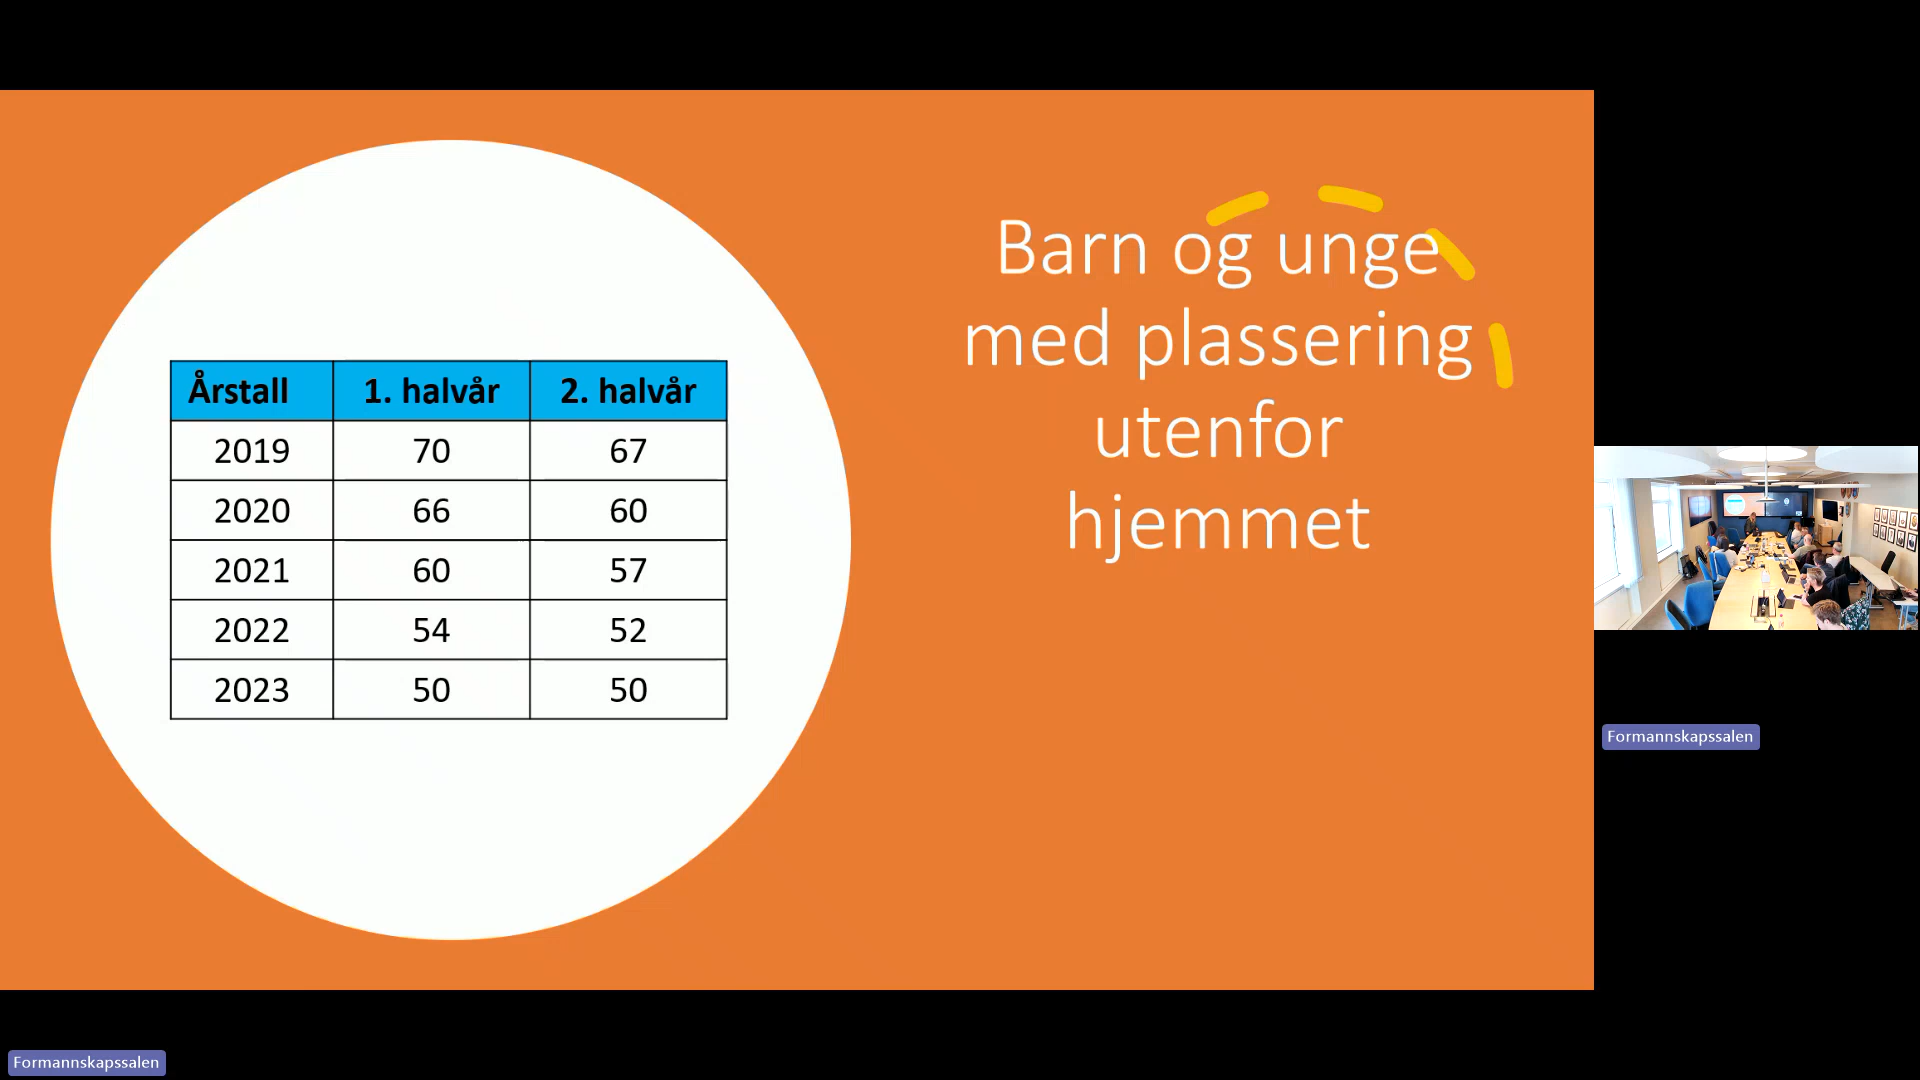 Barn og unge
med plassering
utenfor
hjemmet
Årstall 1. halvår 2. halvår
2019 70 67
2020 66 60
2021 60 57
2022 54 52
2023 50 50
Formannskapssalen
Formannskapssalen